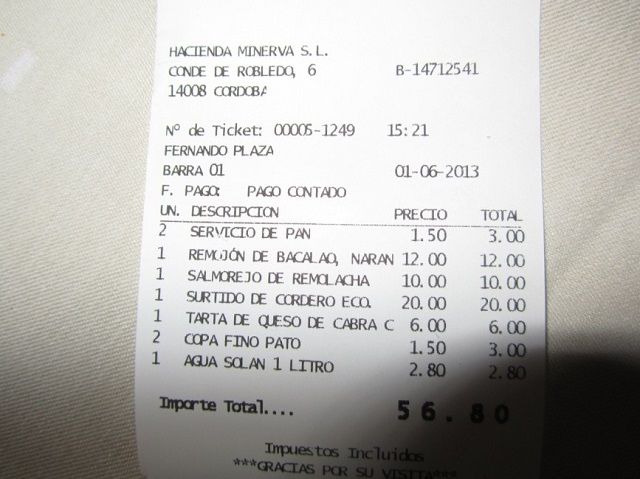 HACIENDA MINERVA S.L.
CONDE DE ROBLEDO, 6 B-14712541
14008 CORDOBA
Nº de Ticket: 00005-1249 15:21
FERNANDO PLAZA
BARRA 01 01-06-2013
F. PAGO: PAGO CONTADO
UN. DESCRIPCION PRECIO TOTAL
2 SERVICIO DE PAN 1.50 3.00
1 REMOJÓN DE BACALAO, NARAN 12.00 12.00
1 SALMOREJO DE REMOLACHA 10.00 10.00
1 SURTIDO DE CORDERO ECO. 20.00 20.00
1 TARTA DE QUESO DE CABRA C 6.00 6.00
2 COPA FINO PATO 1.50 3.00
1 AGUA SOLAN 1 LITRO 2.80 2.80
Importe Total.... 56.80
Impuestos Incluidos
***GRACIAS POR SU VISITA***